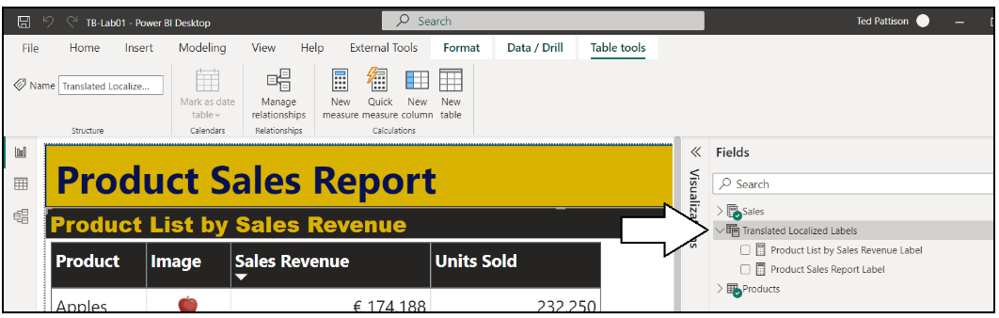 TB-Lab01 - Power BI Desktop
Search
Ted Pattison
File Home Insert Modeling View Help External Tools Format Data / Drill Table tools
Name Translated Localize...
Mark as date table
Manage relationships
New measure
Quick measure
New column
New table
Structure Calendars Relationships Calculations
Product Sales Report
Product List by Sales Revenue
Product Image Sales Revenue Units Sold
Apples € 174,188 232,250
Visualizations
Fields
Search
Sales
Translated Localized Labels
Product List by Sales Revenue Label
Product Sales Report Label
Products